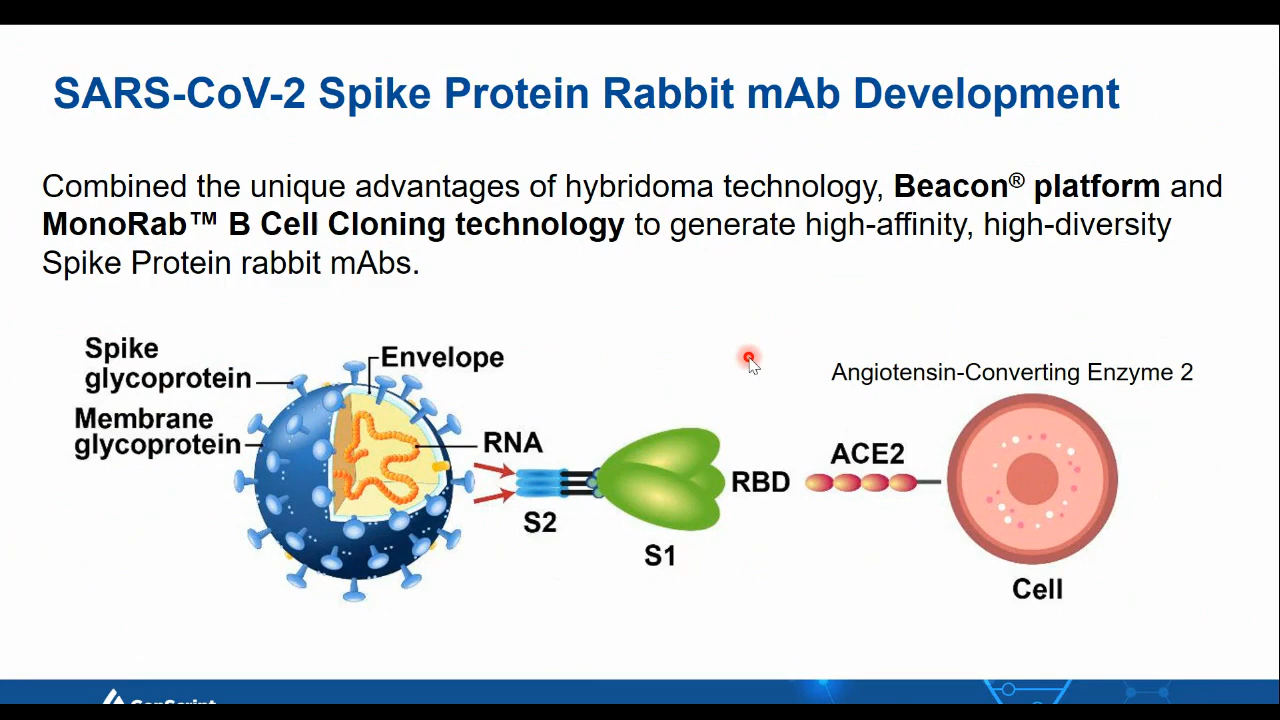 SARS-CoV-2 Spike Protein Rabbit mAb Development
Combined the unique advantages of hybridoma technology, Beacon® platform and
MonoRab™ B Cell Cloning technology to generate high-affinity, high-diversity
Spike Protein rabbit mAbs.
Spike
glycoprotein
Envelope
Membrane
glycoprotein
RNA
S2
S1
RBD
Angiotensin-Converting Enzyme 2
ACE2
Cell
GenScript